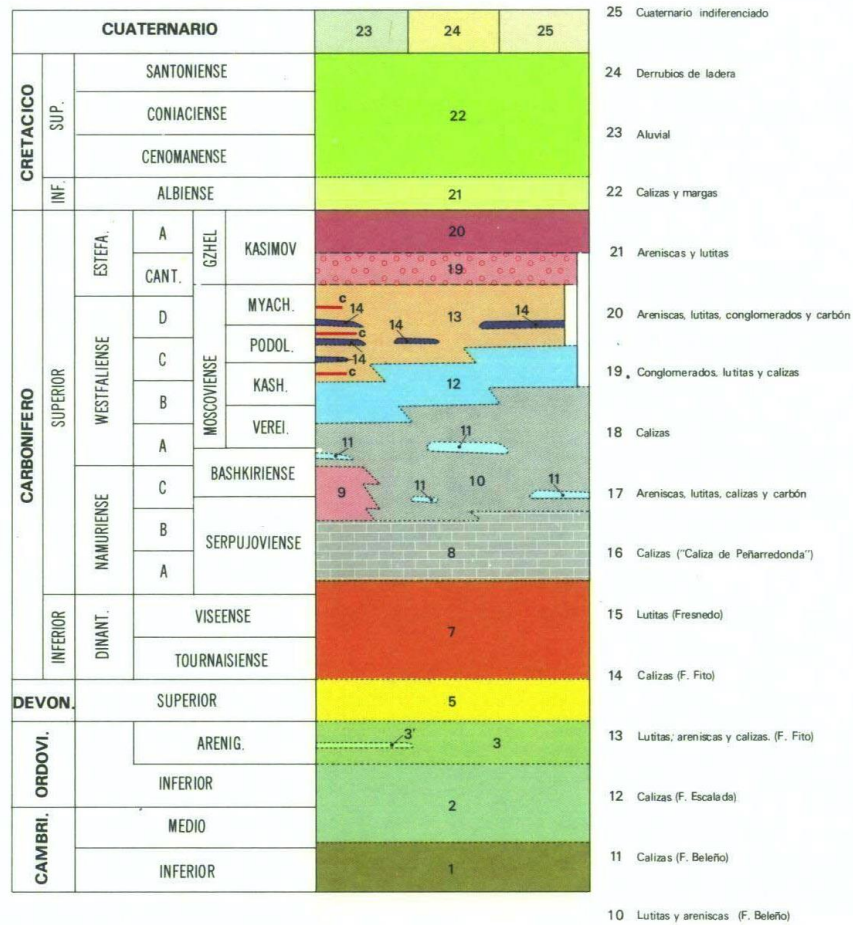 CUATERNARIO 23 24 25
CRETACICO
SUP.
SANTONIENSE
CONIACIENSE
CENOMANENSE
22
INF.
ALBIENSE 21
CARBONIFERO
SUPERIOR
ESTEFA.
A
CANT.
GZHEL
KASIMOV
20
19
WESTFALIENSE
D
C
B
A
MOSCOVIENSE
MYACH.
PODOL.
KASH.
VEREI.
c
14
c
14
c
14
13
14
12
11
11
NAMURIENSE
C
B
A
BASHKIRIENSE
SERPUJOVIENSE
9
11
10
11
8
INFERIOR
DINANT.
VISEENSE
TOURNAISIENSE
7
DEVON. SUPERIOR 5
ORDOVI.
ARENIG. 3' 3
INFERIOR
2
CAMBRI.
MEDIO
INFERIOR 1
25 Cuaternario indiferenciado
24 Derrubios de ladera
23 Aluvial
22 Calizas y margas
21 Areniscas y lutitas
20 Areniscas, lutitas, conglomerados y carbón
19 Conglomerados, lutitas y calizas
18 Calizas
17 Areniscas, lutitas, calizas y carbón
16 Calizas ("Caliza de Peñarredonda")
15 Lutitas (Fresnedo)
14 Calizas (F. Fito)
13 Lutitas, areniscas y calizas. (F. Fito)
12 Calizas (F. Escalada)
11 Calizas (F. Beleño)
10 Lutitas y areniscas (F. Beleño)